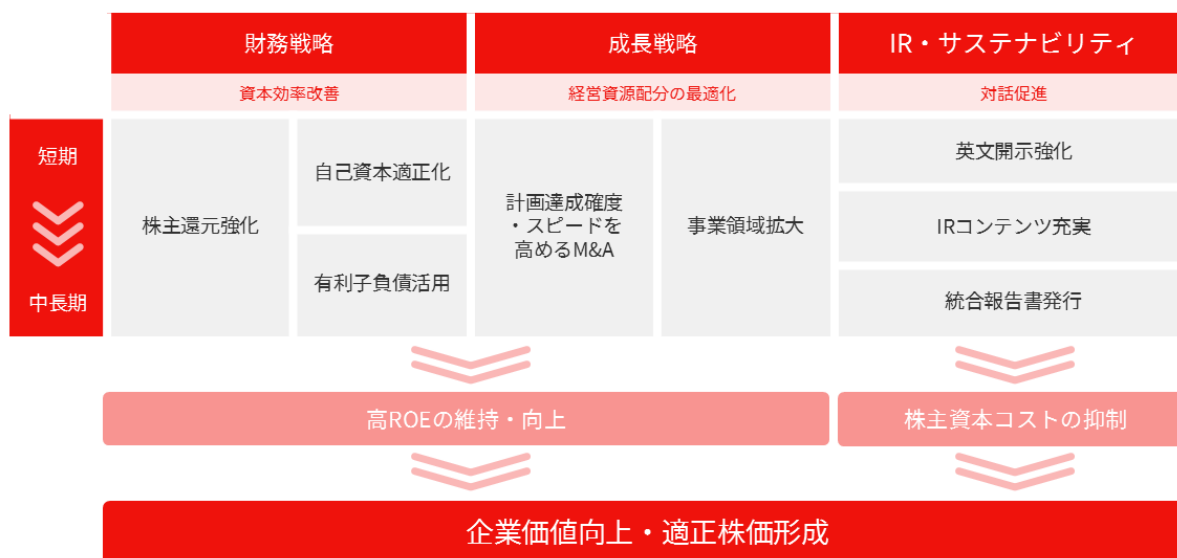 財務戦略
成長戦略
IR・サステナビリティ
資本効率改善
経営資源配分の最適化
対話促進
短期
中長期
株主還元強化
自己資本適正化
有利子負債活用
計画達成確度
・スピードを
高めるM&A
事業領域拡大
英文開示強化
IRコンテンツ充実
統合報告書発行
高ROEの維持・向上
株主資本コストの抑制
企業価値向上・適正株価形成